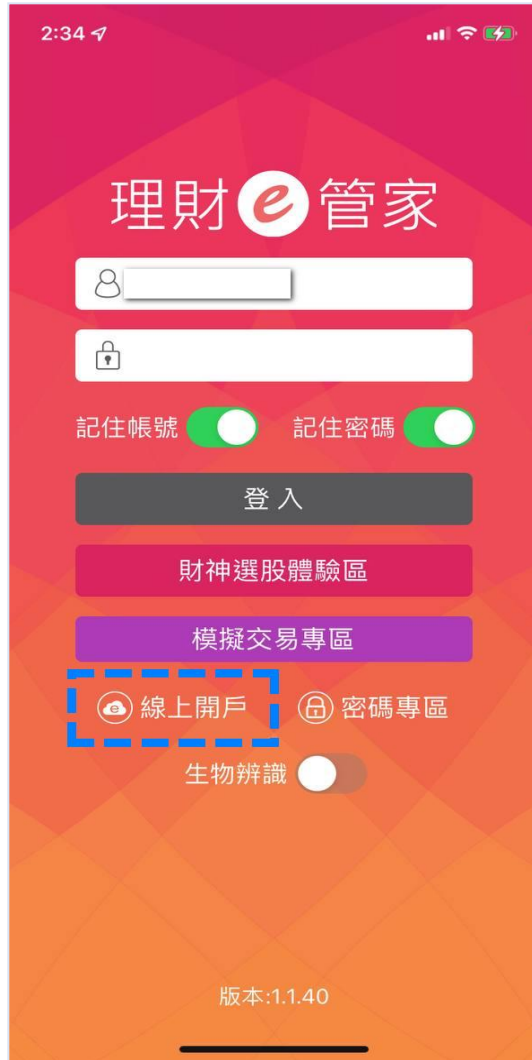 2:34
理財e管家
記住帳號 記住密碼
登入
財神選股體驗區
模擬交易專區
e 線上開戶 密碼專區
生物辨識
版本:1.1.40